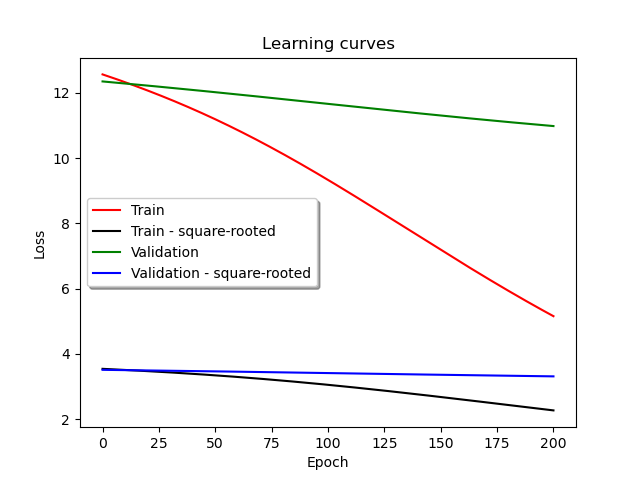 Learning curves
12
10
8
6
4
2
Loss
Train
Train - square-rooted
Validation
Validation - square-rooted
0 25 50 75 100 125 150 175 200
Epoch